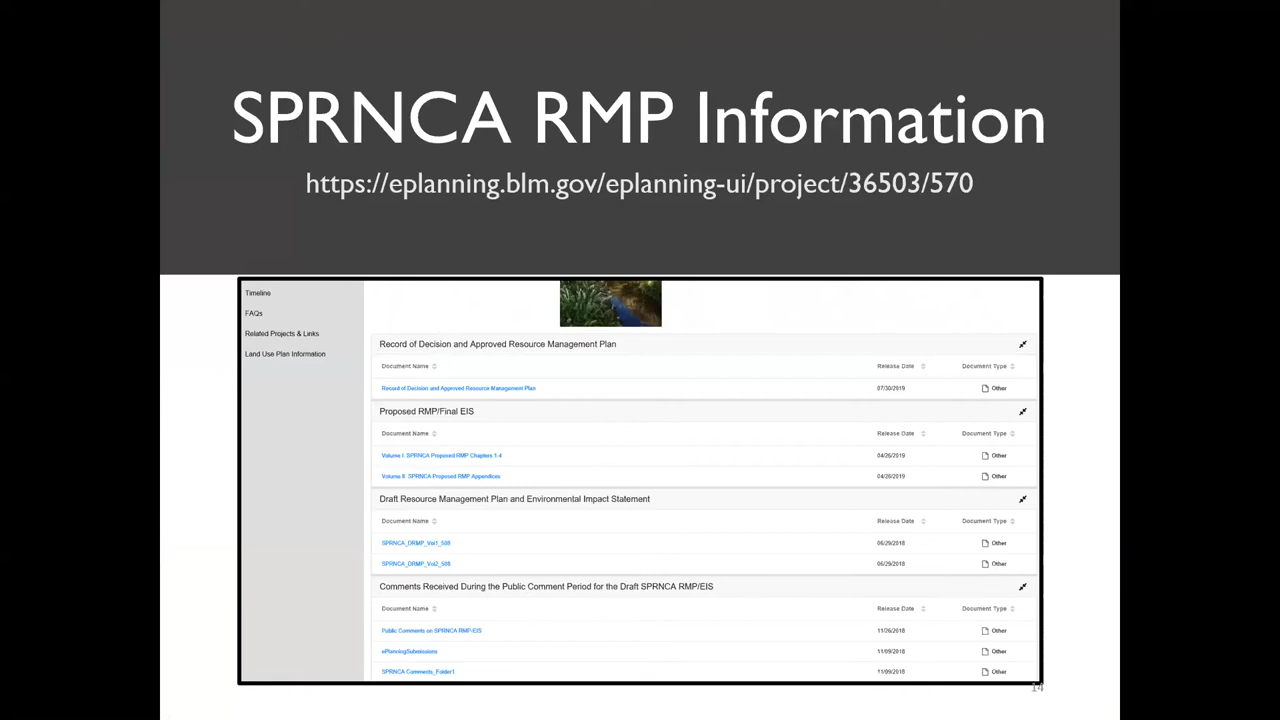 SPRNCA RMP Information
https://eplanning.blm.gov/eplanning-ui/project/36503/570
Timeline
FAQs
Related Projects & Links
Land Use Plan Information
Record of Decision and Approved Resource Management Plan
Document Name Release Date Document Type
Record of Decision and Approved Resource Management Plan 07/30/2019 Other
Proposed RMP/Final EIS
Document Name Release Date Document Type
Volume I: SPRNCA Proposed RMP Chapters 1-4 04/26/2019 Other
Volume II: SPRNCA Proposed RMP Appendices 04/26/2019 Other
Draft Resource Management Plan and Environmental Impact Statement
Document Name Release Date Document Type
SPRNCA_DRMP_Vol1_508 06/29/2018 Other
SPRNCA_DRMP_Vol2_508 06/29/2018 Other
Comments Received During the Public Comment Period for the Draft SPRNCA RMP/EIS
Document Name Release Date Document Type
Public Comments on SPRNCA RMP-EIS 11/26/2018 Other
ePlanningSubmissions 11/09/2018 Other
SPRNCA Comments_Folder1 11/09/2018 Other
14